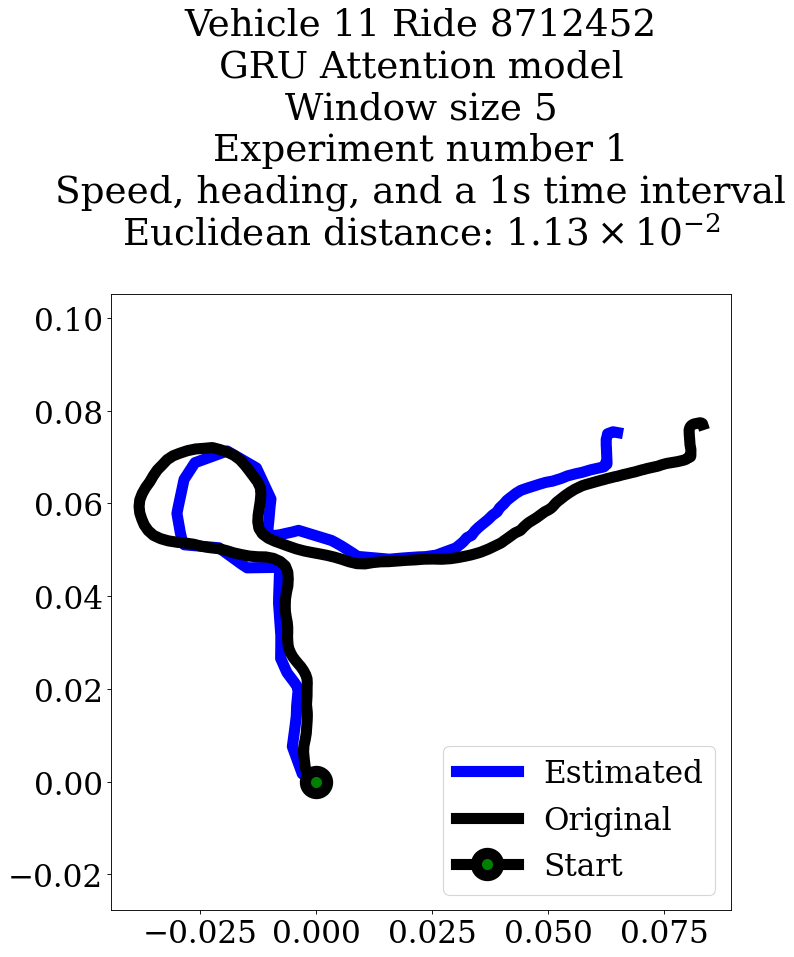 Vehicle 11 Ride 8712452
GRU Attention model
Window size 5
Experiment number 1
Speed, heading, and a 1s time interval
Euclidean distance: 1.13 × 10⁻²
0.10
0.08
0.06
0.04
0.02
0.00
−0.02
−0.025 0.000 0.025 0.050 0.075
Estimated
Original
Start